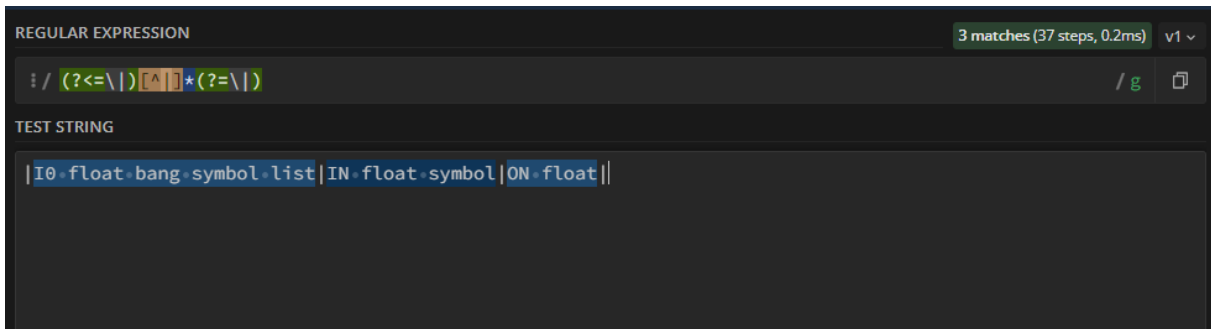 REGULAR EXPRESSION 3 matches (37 steps, 0.2ms) v1
/ (?<=\|)[^|]*(?=\|) / g
TEST STRING
|I0·float·bang·symbol·list|IN·float·symbol|ON·float|